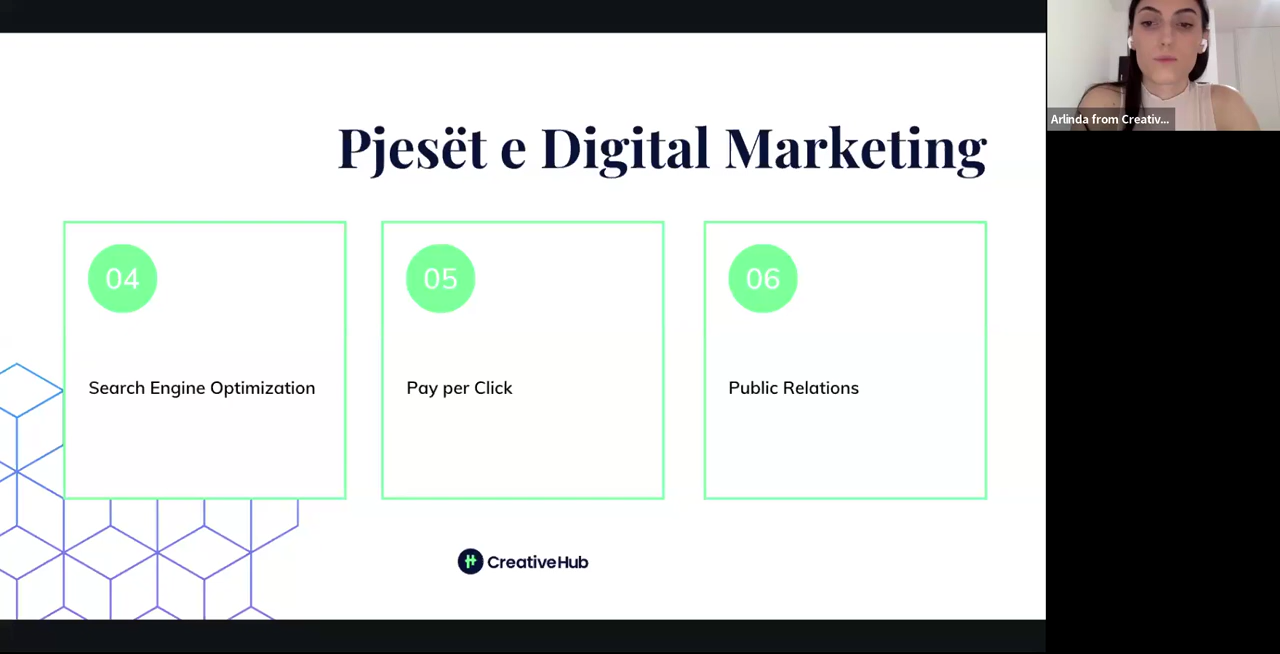 Pjesët e Digital Marketing
04
Search Engine Optimization
05
Pay per Click
06
Public Relations
CreativeHub
Arlinda from Creativ...